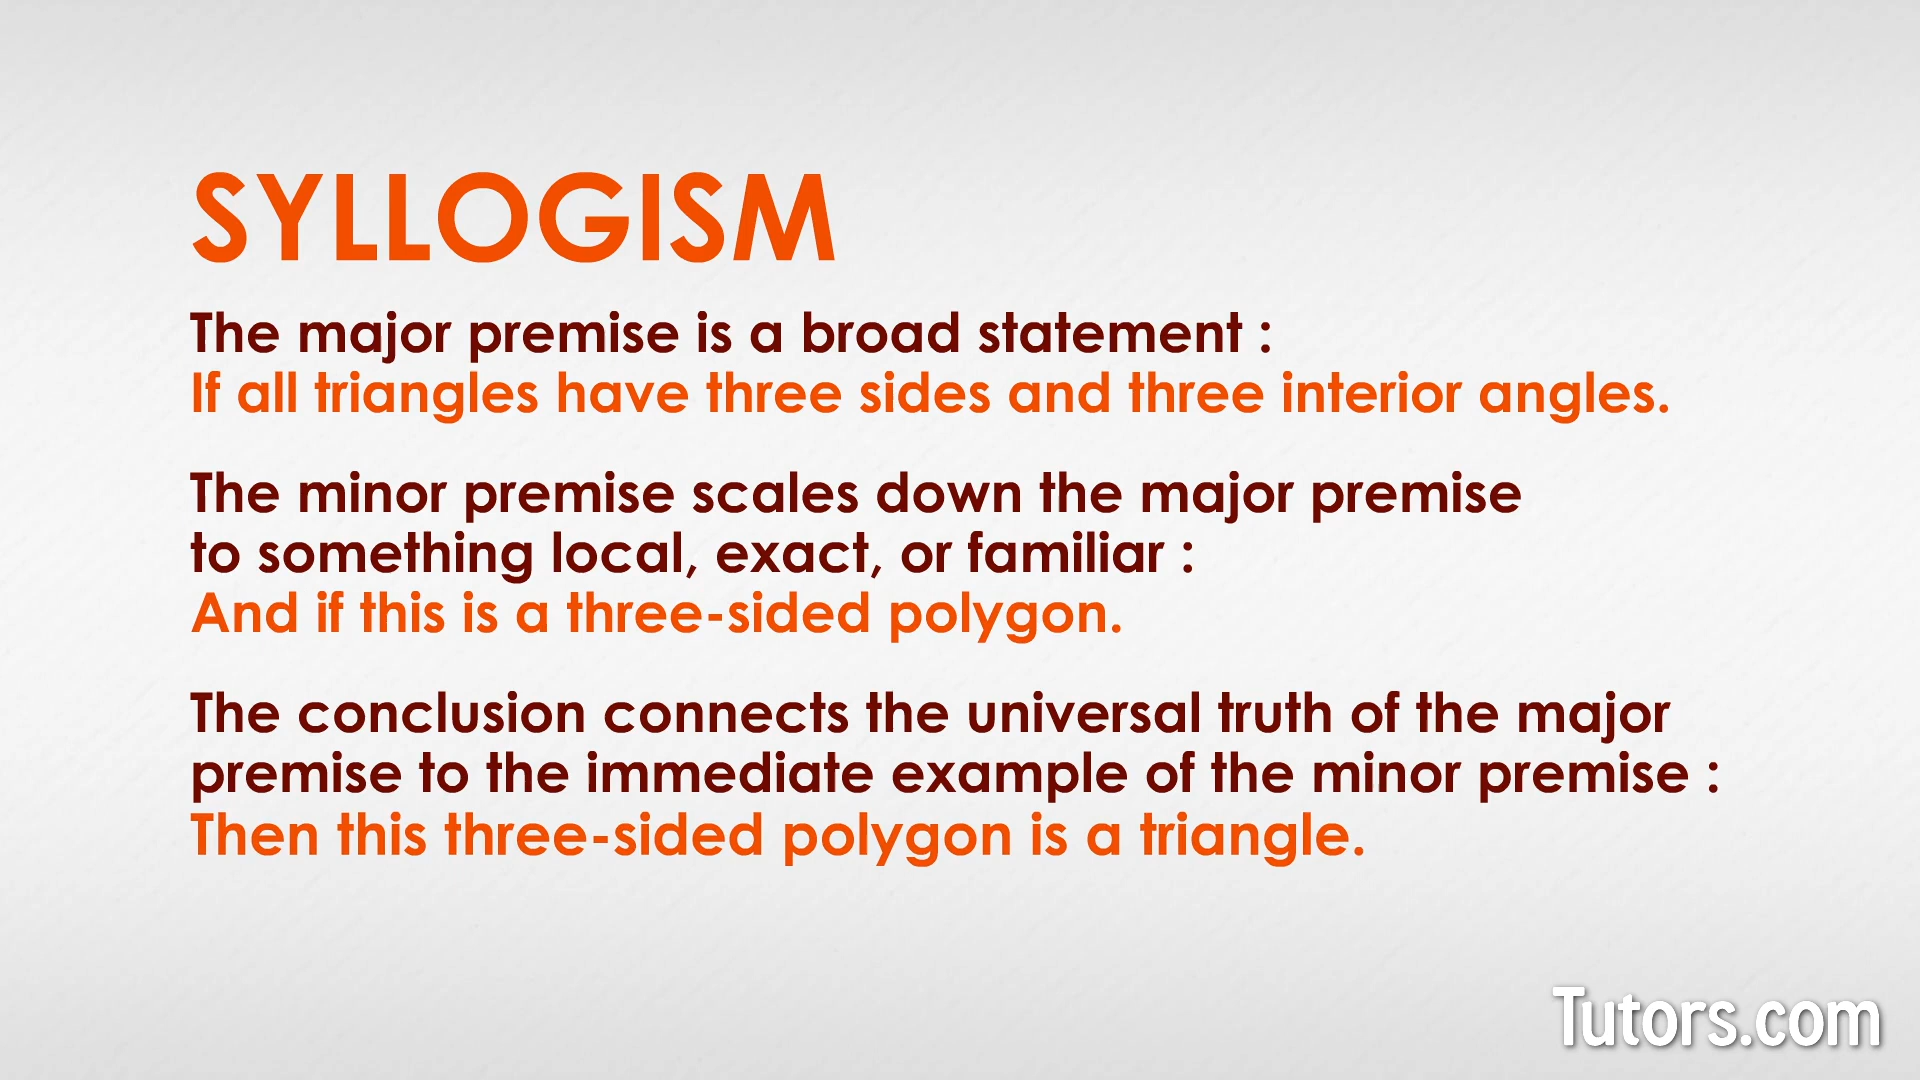 SYLLOGISM
The major premise is a broad statement :
If all triangles have three sides and three interior angles.
The minor premise scales down the major premise
to something local, exact, or familiar :
And if this is a three-sided polygon.
The conclusion connects the universal truth of the major
premise to the immediate example of the minor premise :
Then this three-sided polygon is a triangle.
Tutors.com